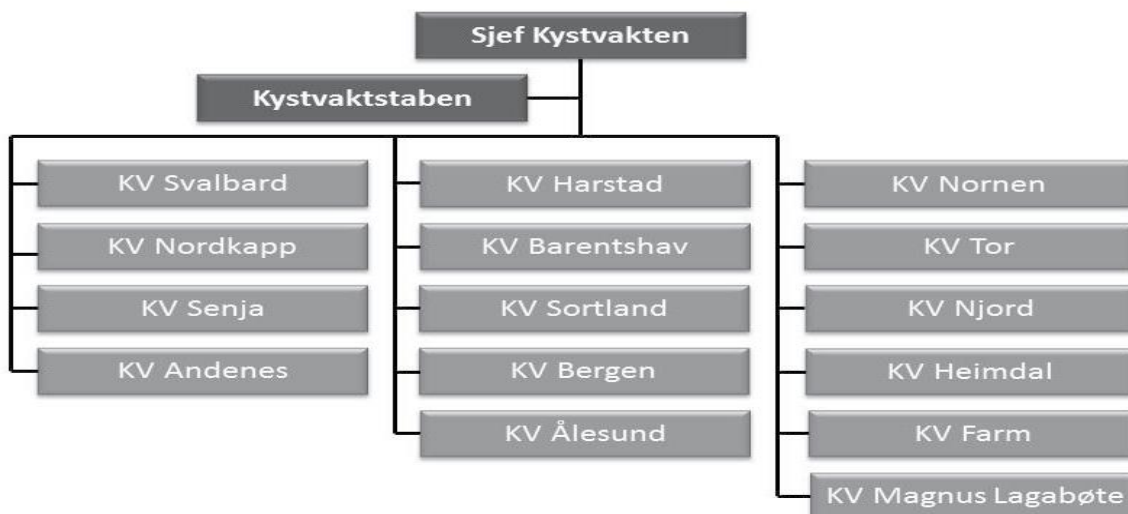 Sjef Kystvakten
Kystvaktstaben
KV Svalbard
KV Nordkapp
KV Senja
KV Andenes
KV Harstad
KV Barentshav
KV Sortland
KV Bergen
KV Ålesund
KV Nornen
KV Tor
KV Njord
KV Heimdal
KV Farm
KV Magnus Lagabøte